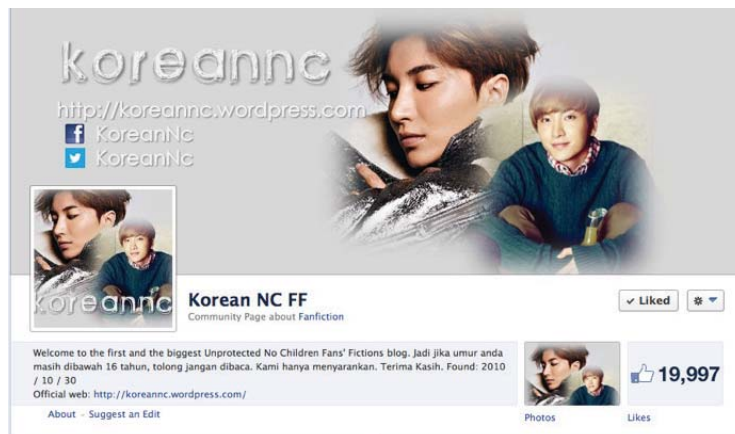 koreannc
http://koreannc.wordpress.com
f KoreanNc
KoreanNc
koreannc
Korean NC FF
Community Page about Fanfiction
✓ Liked
Welcome to the first and the biggest Unprotected No Children Fans' Fictions blog. Jadi jika umur anda
masih dibawah 16 tahun, tolong jangan dibaca. Kami hanya menyarankan. Terima Kasih. Found: 2010
/ 10 / 30
Official web: http://koreannc.wordpress.com/
About · Suggest an Edit
19,997
Photos
Likes